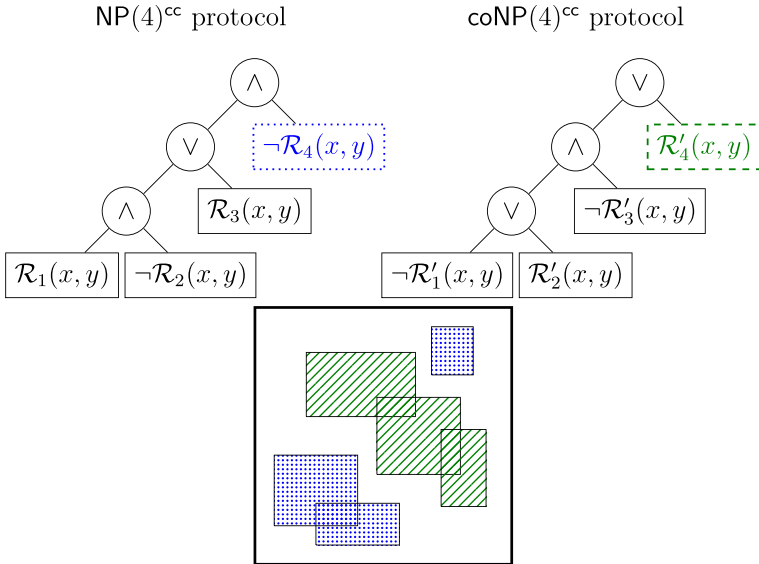 NP(4)ᶜᶜ protocol coNP(4)ᶜᶜ protocol
∧ ∨
∨ ¬ℛ₄(x, y) ∧ ℛ′₄(x, y)
∧ ℛ₃(x, y) ∨ ¬ℛ′₃(x, y)
ℛ₁(x, y) ¬ℛ₂(x, y) ¬ℛ′₁(x, y) ℛ′₂(x, y)